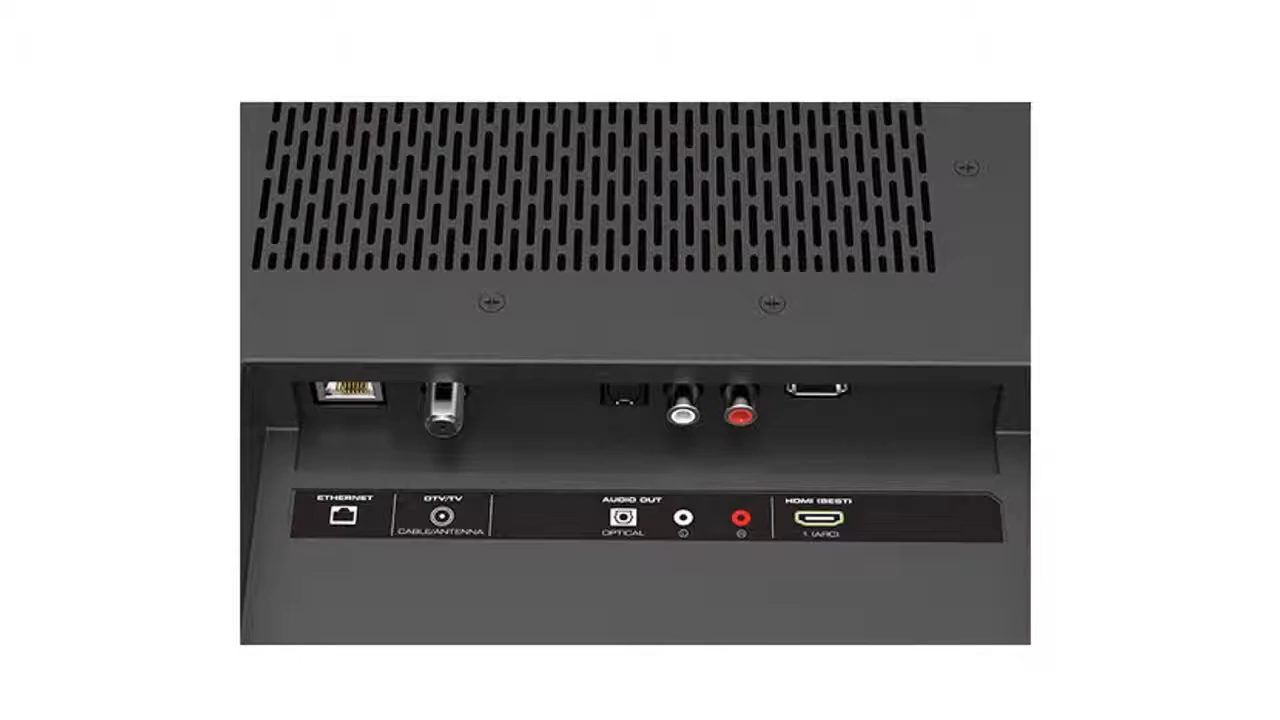 ETHERNET
DTV/TV
CABLE/ANTENNA
AUDIO OUT
OPTICAL
L
R
HDMI (BEST)
1 (ARC)